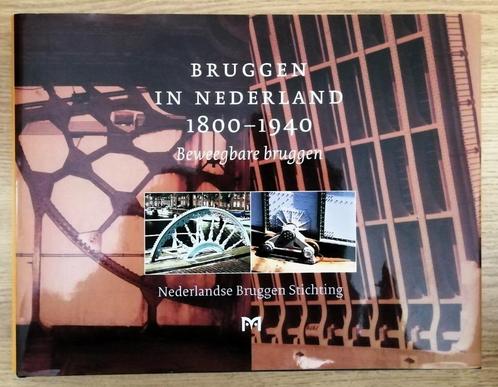 BRUGGEN
IN NEDERLAND
1800–1940
Beweegbare bruggen
Nederlandse Bruggen Stichting